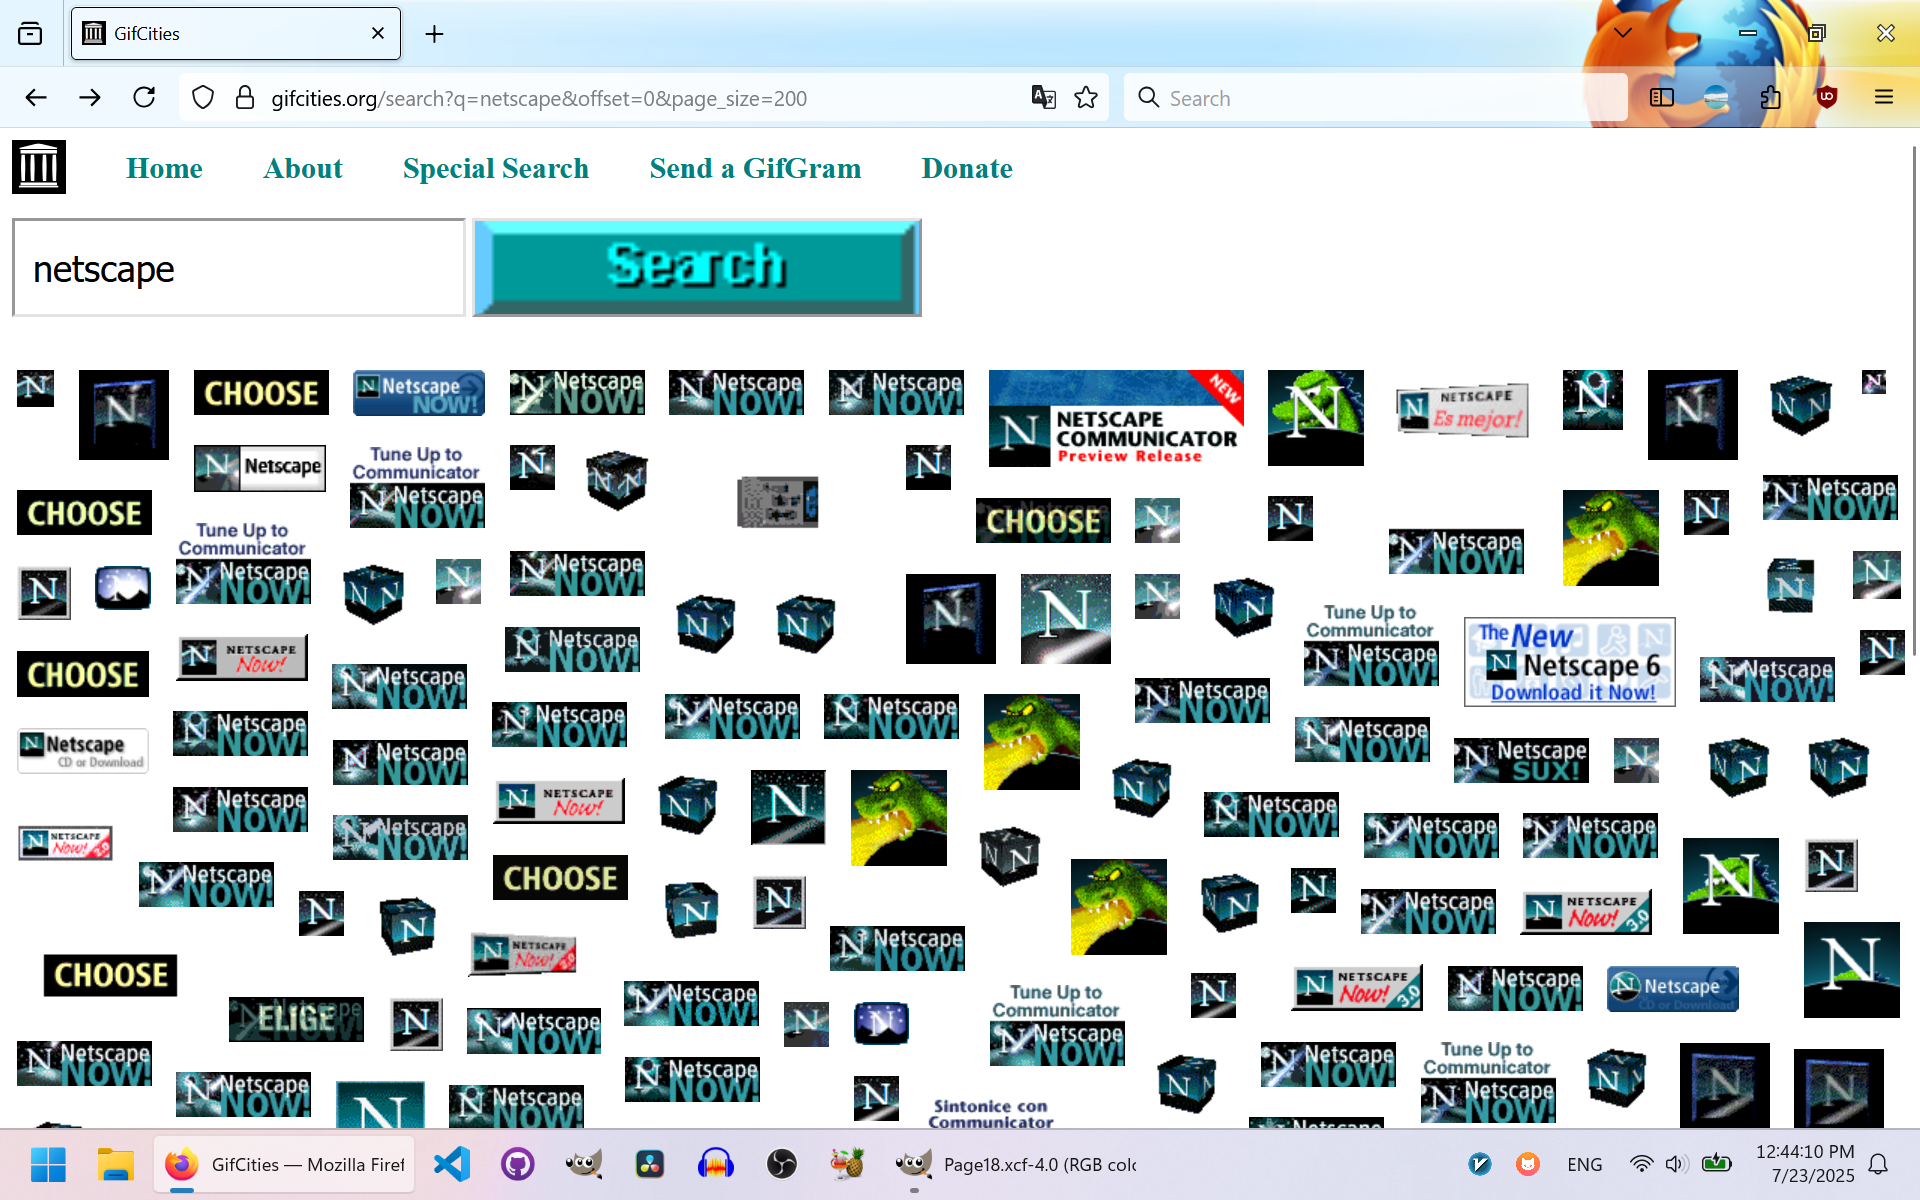 GifCities
gifcities.org/search?q=netscape&offset=0&page_size=200
Search
Home
About
Special Search
Send a GifGram
Donate
netscape
Search
N
N
CHOOSE
N Netscape NOW!
N Netscape NOW!
N Netscape NOW!
N Netscape NOW!
NEW
N NETSCAPE COMMUNICATOR
Preview Release
N
N NETSCAPE
Es mejor!
N
N
N
N
N Netscape
Tune Up to
Communicator
N Netscape NOW!
N
N N
N
CHOOSE
Tune Up to
Communicator
N Netscape NOW!
CHOOSE
N
N
N Netscape NOW!
N
N Netscape NOW!
N
N
N N
N
N Netscape NOW!
N
N
N
N
N N
N
N
CHOOSE
N NETSCAPE
Now!
N Netscape NOW!
N Netscape NOW!
Tune Up to
Communicator
N Netscape NOW!
The New
N Netscape 6
Download it Now!
N Netscape NOW!
N
N Netscape
CD or Download
N Netscape NOW!
N Netscape NOW!
N Netscape NOW!
N Netscape NOW!
N Netscape NOW!
N Netscape NOW!
N Netscape NOW!
N Netscape SUX!
N
N N
N N
N Netscape NOW!
N Netscape NOW!
N NETSCAPE
Now!
N
N Netscape NOW!
N Netscape NOW!
N Netscape NOW!
N NETSCAPE
Now! 2.0
N Netscape NOW!
N
CHOOSE
N
N
N Netscape NOW!
N NETSCAPE
Now! 3.0
N
N
CHOOSE
N NETSCAPE
Now! 2.0
N Netscape NOW!
N
ELIGE
N
N Netscape NOW!
N Netscape NOW!
N
N
Tune Up to
Communicator
N Netscape NOW!
N
N NETSCAPE
Now! 3.0
N Netscape NOW!
N Netscape
CD or Download
N Netscape NOW!
N Netscape NOW!
N
N Netscape NOW!
N Netscape NOW!
N
Sintonice con
Communicator
N
N Netscape NOW!
Tune Up to
Communicator
N Netscape NOW!
N
N
N
GifCities — Mozilla Firef
Page18.xcf-4.0 (RGB colo
ENG
12:44:10 PM
7/23/2025